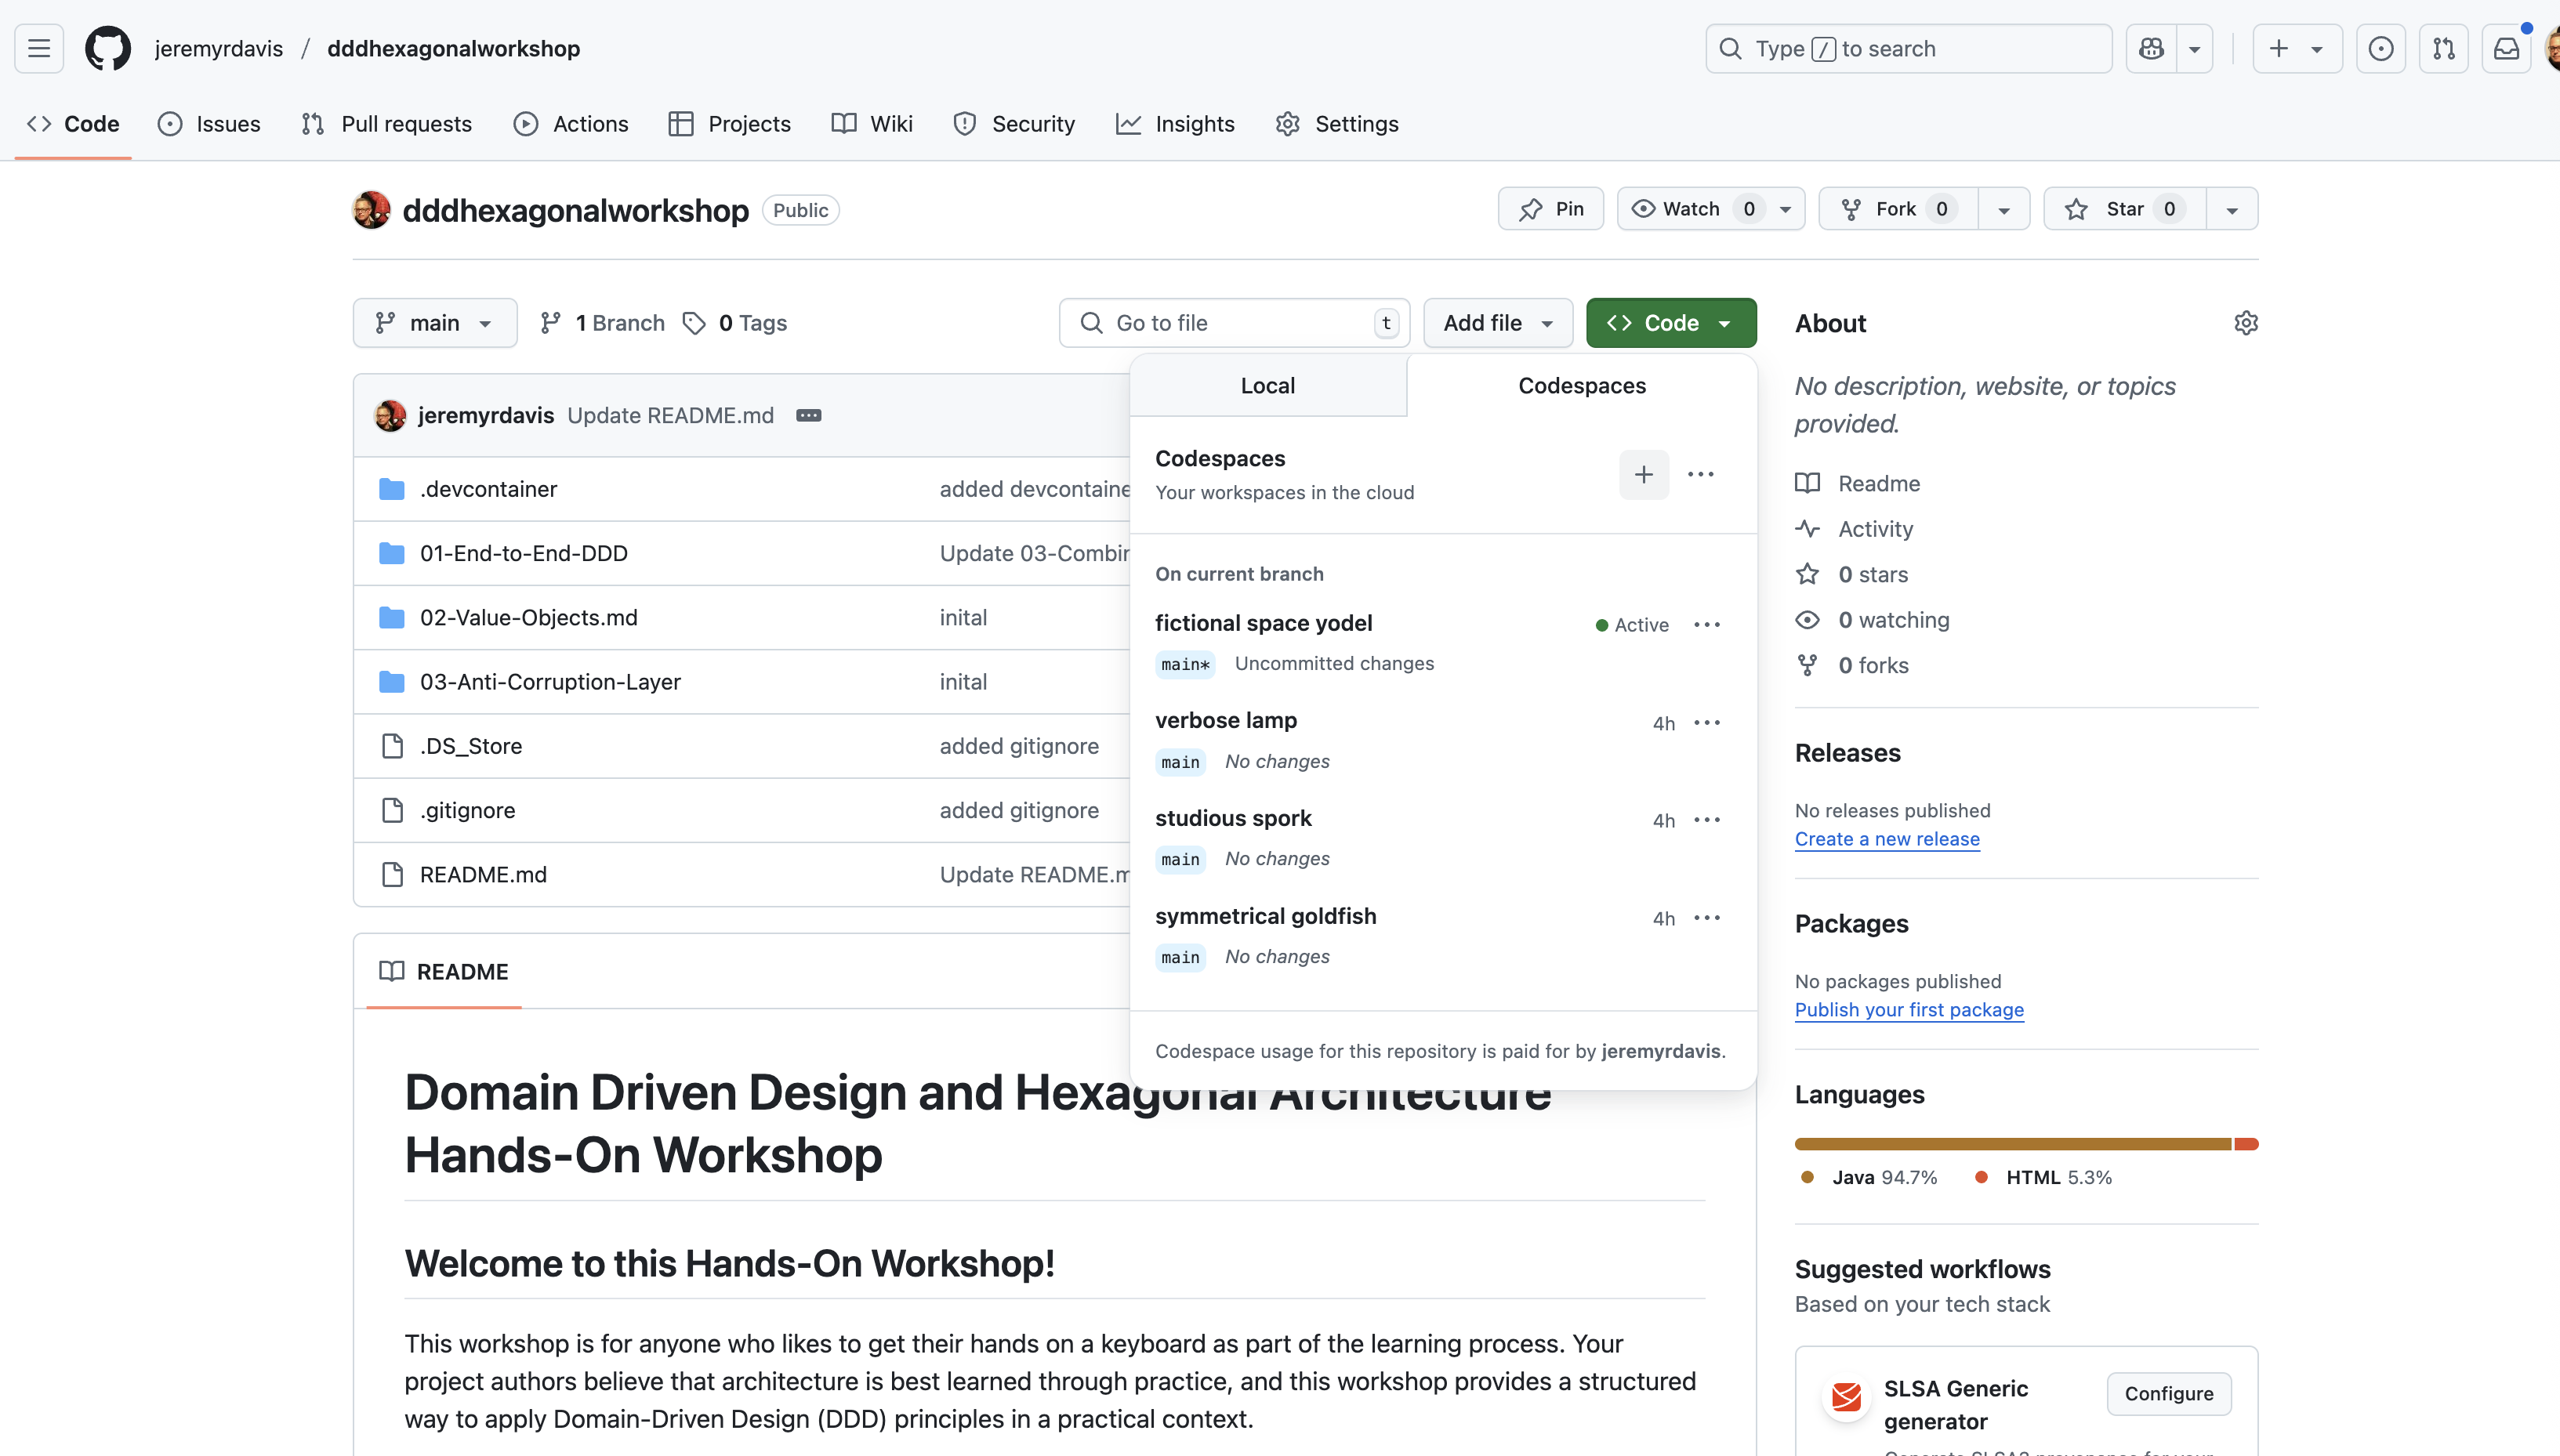 jeremyrdavis / dddhexagonalworkshop
Type / to search
Code
Issues
Pull requests
Actions
Projects
Wiki
Security
Insights
Settings
dddhexagonalworkshop Public
Pin
Watch 0
Fork 0
Star 0
main
1 Branch
0 Tags
Go to file t
Add file
Code
jeremyrdavis Update README.md
.devcontainer added devcontaine
01-End-to-End-DDD Update 03-Combin
02-Value-Objects.md inital
03-Anti-Corruption-Layer inital
.DS_Store added gitignore
.gitignore added gitignore
README.md Update README.m
Local
Codespaces
Codespaces
Your workspaces in the cloud
On current branch
fictional space yodel Active
main* Uncommitted changes
verbose lamp 4h
main No changes
studious spork 4h
main No changes
symmetrical goldfish 4h
main No changes
Codespace usage for this repository is paid for by jeremyrdavis.
README
Domain Driven Design and Hexagonal Architecture
Hands-On Workshop
Welcome to this Hands-On Workshop!
This workshop is for anyone who likes to get their hands on a keyboard as part of the learning process. Your
project authors believe that architecture is best learned through practice, and this workshop provides a structured
way to apply Domain-Driven Design (DDD) principles in a practical context.
About
No description, website, or topics
provided.
Readme
Activity
0 stars
0 watching
0 forks
Releases
No releases published
Create a new release
Packages
No packages published
Publish your first package
Languages
Java 94.7%
HTML 5.3%
Suggested workflows
Based on your tech stack
SLSA Generic
generator
Configure